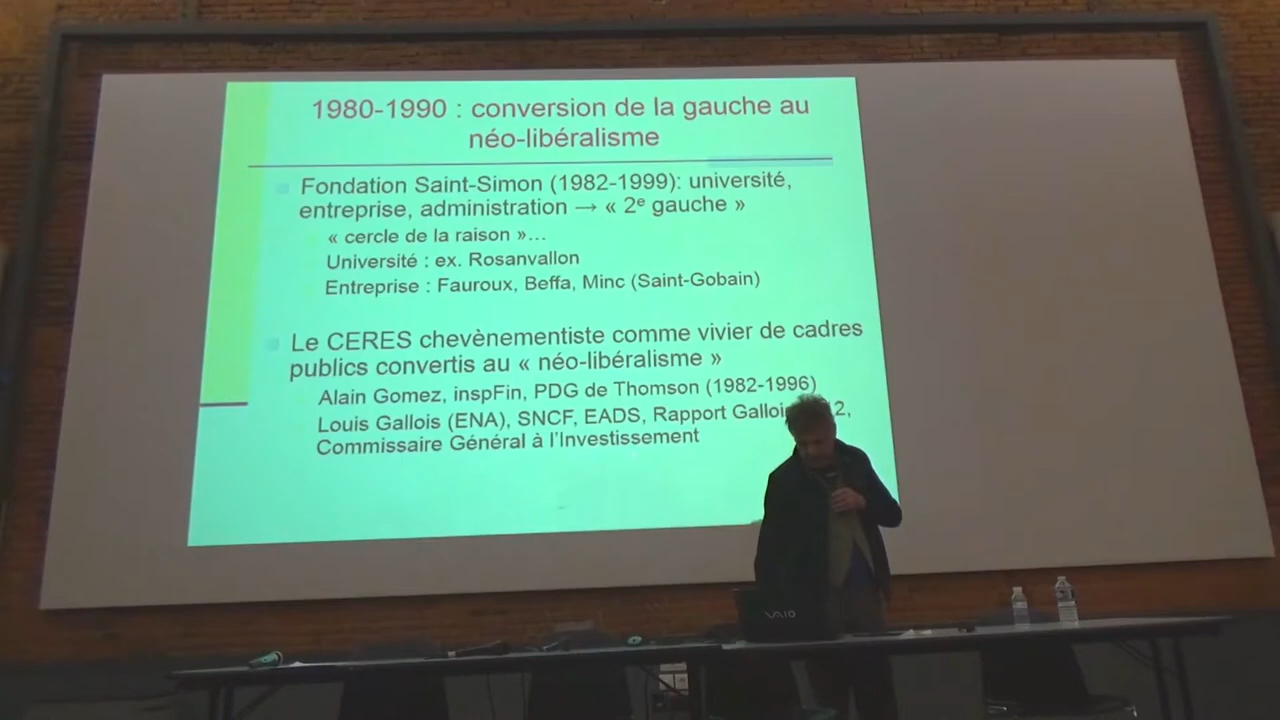 1980-1990 : conversion de la gauche au
néo-libéralisme
Fondation Saint-Simon (1982-1999): université,
entreprise, administration → « 2e gauche »
« cercle de la raison »…
Université : ex. Rosanvallon
Entreprise : Fauroux, Beffa, Minc (Saint-Gobain)
Le CERES chevènementiste comme vivier de cadres
publics convertis au « néo-libéralisme »
Alain Gomez, inspFin, PDG de Thomson (1982-1996)
Louis Gallois (ENA), SNCF, EADS, Rapport 2,
Commissaire Général à l'Investissement
VAIO